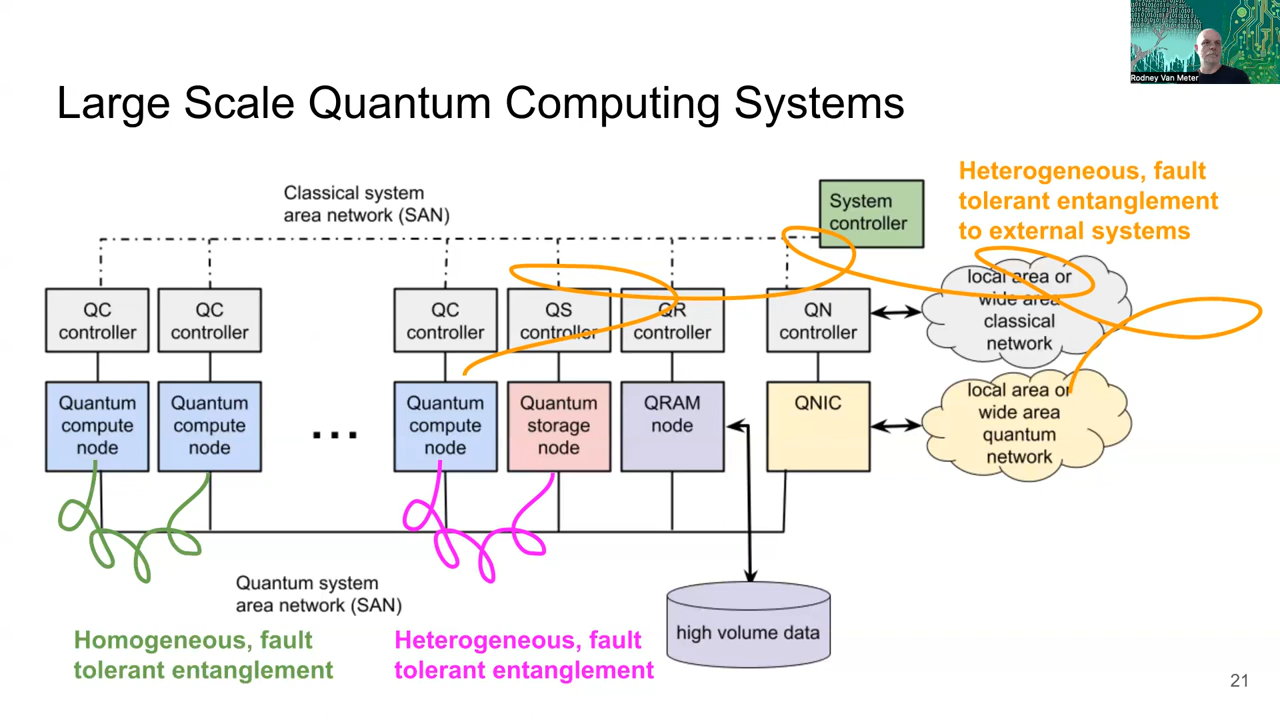 Rodney Van Meter
Large Scale Quantum Computing Systems
Classical system
area network (SAN)
System
controller
Heterogeneous, fault
tolerant entanglement
to external systems
QC
controller
QC
controller
QC
controller
QS
controller
QR
controller
QN
controller
local area or
wide area
classical
network
Quantum
compute
node
Quantum
compute
node
...
Quantum
compute
node
Quantum
storage
node
QRAM
node
QNIC
local area or
wide area
quantum
network
Quantum system
area network (SAN)
high volume data
Homogeneous, fault
tolerant entanglement
Heterogeneous, fault
tolerant entanglement
21